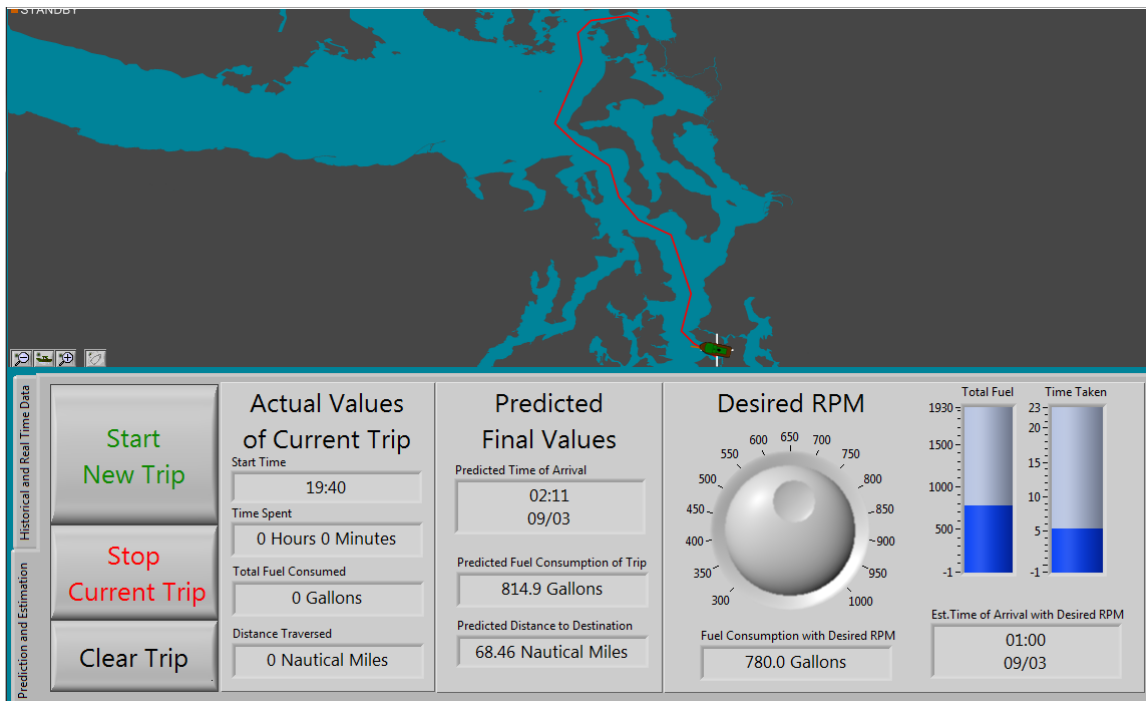 STANDBY
Historical and Real Time Data
Prediction and Estimation
Start
New Trip
Stop
Current Trip
Clear Trip
Actual Values
of Current Trip
Start Time
19:40
Time Spent
0 Hours 0 Minutes
Total Fuel Consumed
0 Gallons
Distance Traversed
0 Nautical Miles
Predicted
Final Values
Predicted Time of Arrival
02:11
09/03
Predicted Fuel Consumption of Trip
814.9 Gallons
Predicted Distance to Destination
68.46 Nautical Miles
Desired RPM
300
350
400
450
500
550
600
650
700
750
800
850
900
950
1000
Fuel Consumption with Desired RPM
780.0 Gallons
Total Fuel
1930
1500
1000
500
-1
Time Taken
23
20
15
10
5
-1
Est.Time of Arrival with Desired RPM
01:00
09/03